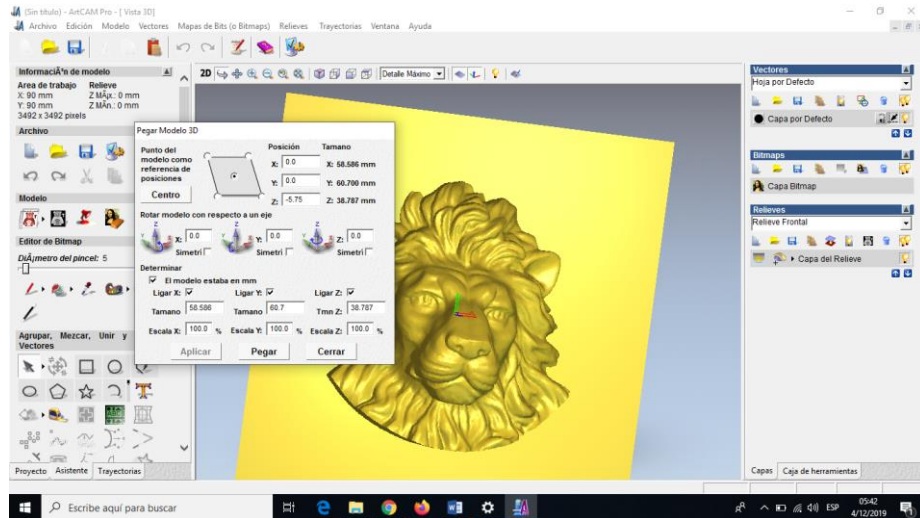 (Sin título) - ArtCAM Pro - [ Vista 3D]
Archivo Edición Modelo Vectores Mapas de Bits (o Bitmaps) Relieves Trayectorias Ventana Ayuda
InformaciÃ³n de modelo
Area de trabajo Relieve
X: 90 mm Z MÃ¡x.: 0 mm
Y: 90 mm Z MÃ­n.: 0 mm
3492 x 3492 pixels
Archivo
Modelo
Editor de Bitmap
DiÃ¡metro del pincel: 5
Agrupar, Mezcar, Unir y
Vectores
Proyecto Asistente Trayectorias
2D
Detalle Máximo
Pegar Modelo 3D
Punto del
modelo como
referencia de
posiciones
Centro
Posición Tamano
X: 0.0 X: 58.586 mm
Y: 0.0 Y: 60.700 mm
Z: -5.75 Z: 38.787 mm
Rotar modelo con respecto a un eje
X: 0.0 Y: 0.0 Z: 0.0
Simetrí Simetrí Simetrí
Determinar
El modelo estaba en mm
Ligar X: Ligar Y: Ligar Z:
Tamano 58.586 Tamano 60.7 Tmn Z: 38.787
Escala X: 100.0 % Escala Y: 100.0 % Escala Z: 100.0 %
Aplicar Pegar Cerrar
Vectores
Hoja por Defecto
Capa por Defecto
Bitmaps
Capa Bitmap
Relieves
Relieve Frontal
Capa del Relieve
Capas Caja de herramientas
Escribe aquí para buscar
ESP
05:42
4/12/2019